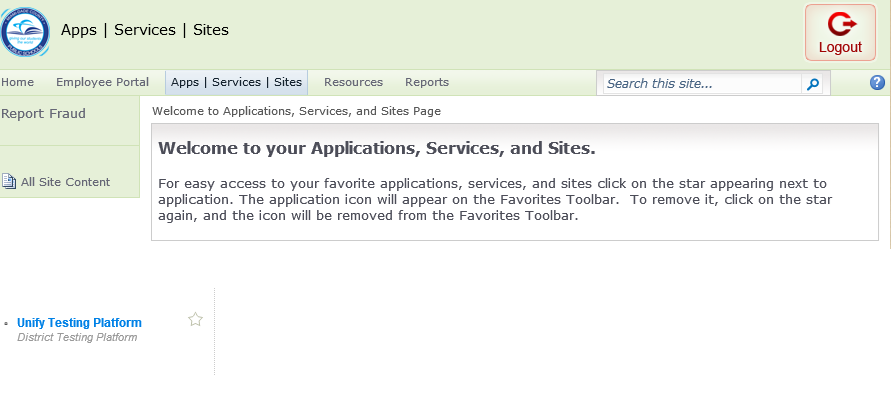 Apps | Services | Sites
Logout
Home Employee Portal Apps | Services | Sites Resources Reports Search this site...
Report Fraud
Welcome to Applications, Services, and Sites Page
Welcome to your Applications, Services, and Sites.
All Site Content
For easy access to your favorite applications, services, and sites click on the star appearing next to
application. The application icon will appear on the Favorites Toolbar.  To remove it, click on the star
again, and the icon will be removed from the Favorites Toolbar.
Unify Testing Platform
District Testing Platform